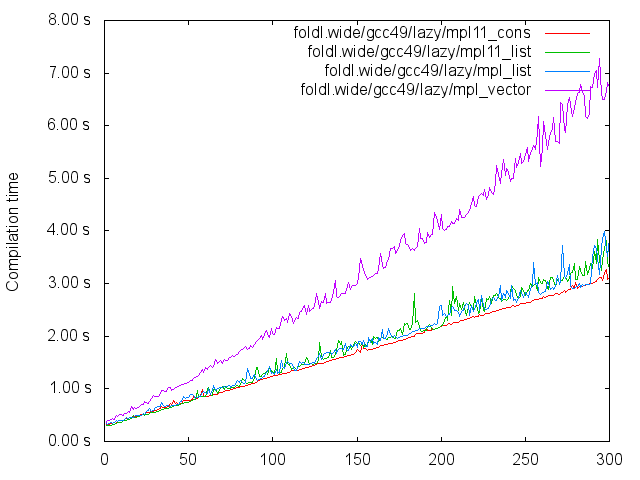 8.00 s
7.00 s
6.00 s
5.00 s
4.00 s
3.00 s
2.00 s
1.00 s
0.00 s
Compilation time
foldl.wide/gcc49/lazy/mpl11_cons
foldl.wide/gcc49/lazy/mpl11_list
foldl.wide/gcc49/lazy/mpl_list
foldl.wide/gcc49/lazy/mpl_vector
0 50 100 150 200 250 300